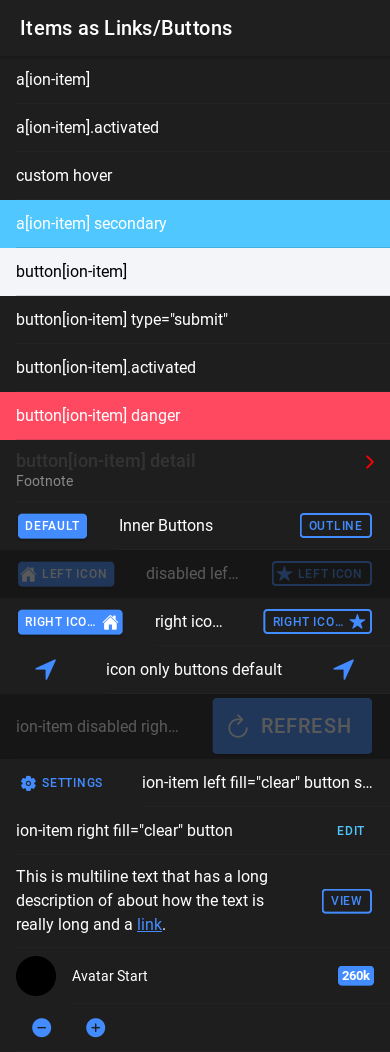 Items as Links/Buttons
a[ion-item]
a[ion-item].activated
custom hover
a[ion-item] secondary
button[ion-item]
button[ion-item] type="submit"
button[ion-item].activated
button[ion-item] danger
button[ion-item] detail
Footnote
DEFAULT Inner Buttons OUTLINE
LEFT ICON disabled lef... LEFT ICON
RIGHT ICO... right ico... RIGHT ICO...
icon only buttons default
ion-item disabled righ... REFRESH
SETTINGS ion-item left fill="clear" button s...
ion-item right fill="clear" button EDIT
This is multiline text that has a long
description of about how the text is VIEW
really long and a link.
Avatar Start 260k